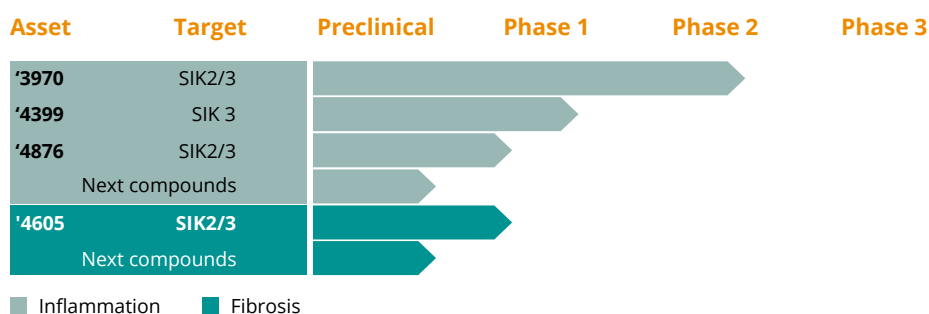 Asset Target Preclinical Phase 1 Phase 2 Phase 3
‘3970 SIK2/3
‘4399 SIK 3
‘4876 SIK2/3
Next compounds
'4605 SIK2/3
Next compounds
Inflammation Fibrosis